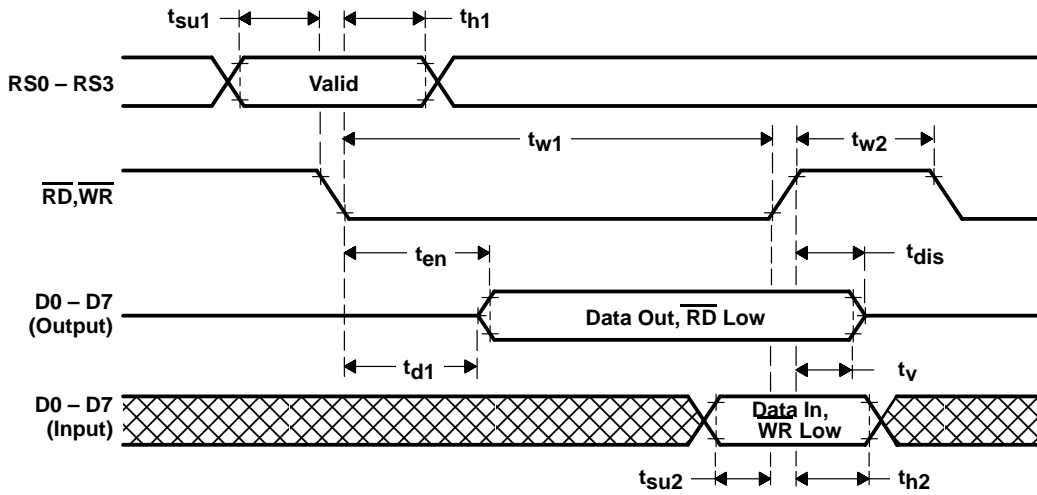 tsu1
th1
RS0 – RS3
Valid
tw1
tw2
RD,WR
ten
tdis
D0 – D7
(Output)
Data Out, RD Low
td1
tv
D0 – D7
(Input)
Data In,
WR Low
tsu2
th2